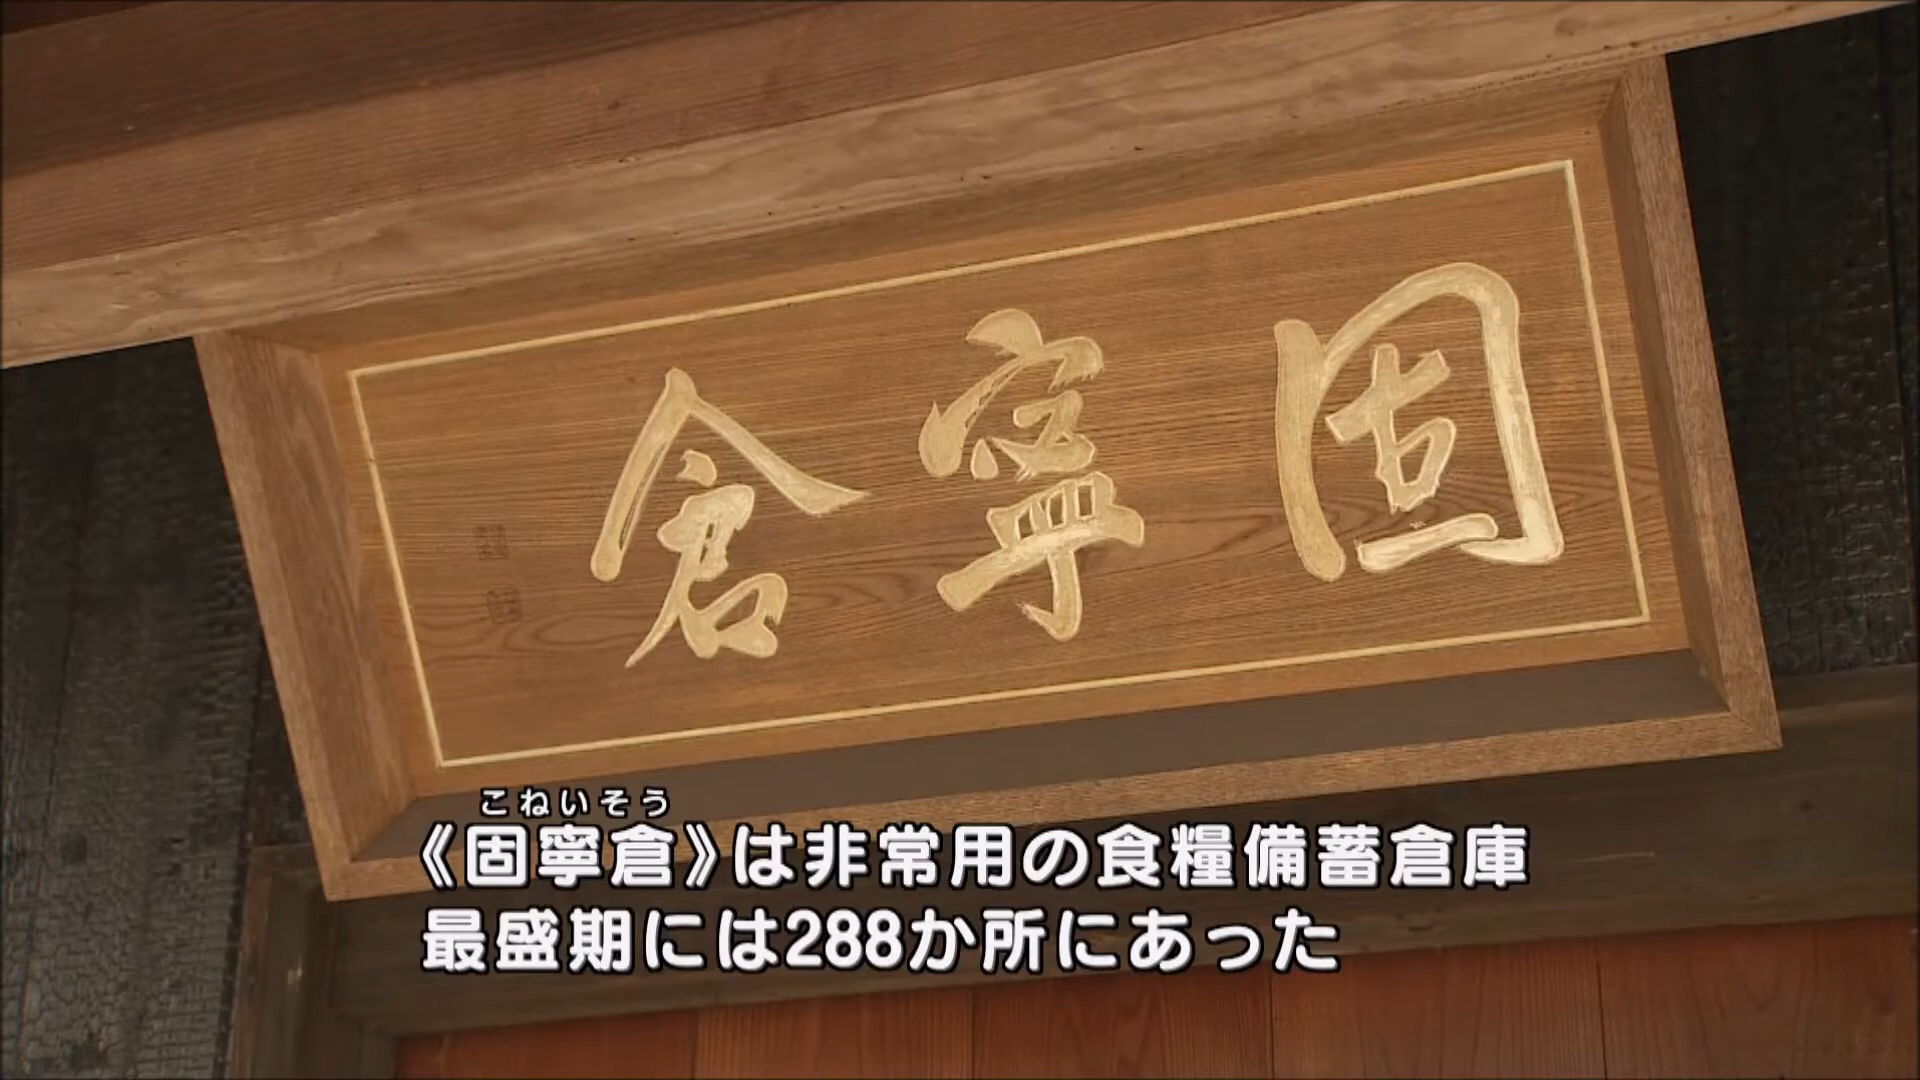 固寧倉
こねいそう
《固寧倉》は非常用の食糧備蓄倉庫
最盛期には288か所にあった